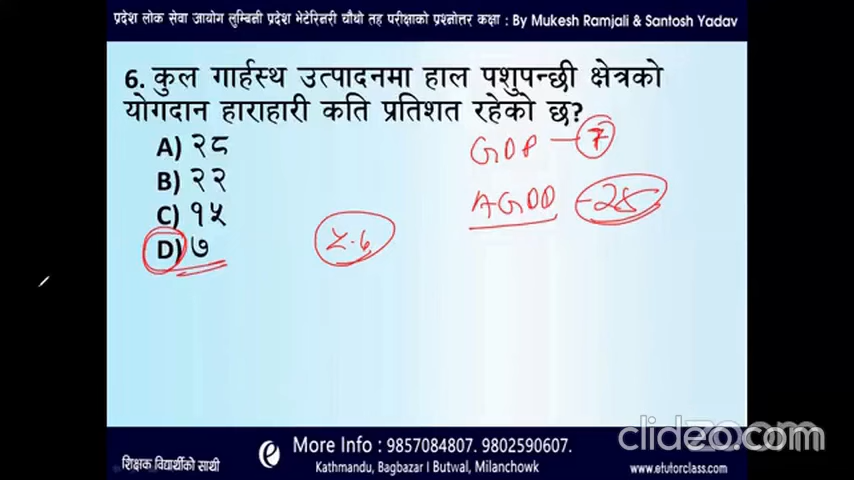 प्रदेश लोक सेवा आयोग लुम्बिनी प्रदेश भेटेरिनरी चौथो तह परीक्षाको प्रश्नोतर कक्षा : By Mukesh Ramjali & Santosh Yadav
6. कुल गार्हस्थ उत्पादनमा हाल पशुपन्छी क्षेत्रको
योगदान हाराहारी कति प्रतिशत रहेको छ?
A) २८
B) २२
C) १५
D) ७
GDP - 7
AGDP - 28
clideo.com
More Info : 9857084807. 9802590607.
शिक्षक विद्यार्थीको साथी
Kathmandu, Bagbazar I Butwal, Milanchowk
www.etutorclass.com